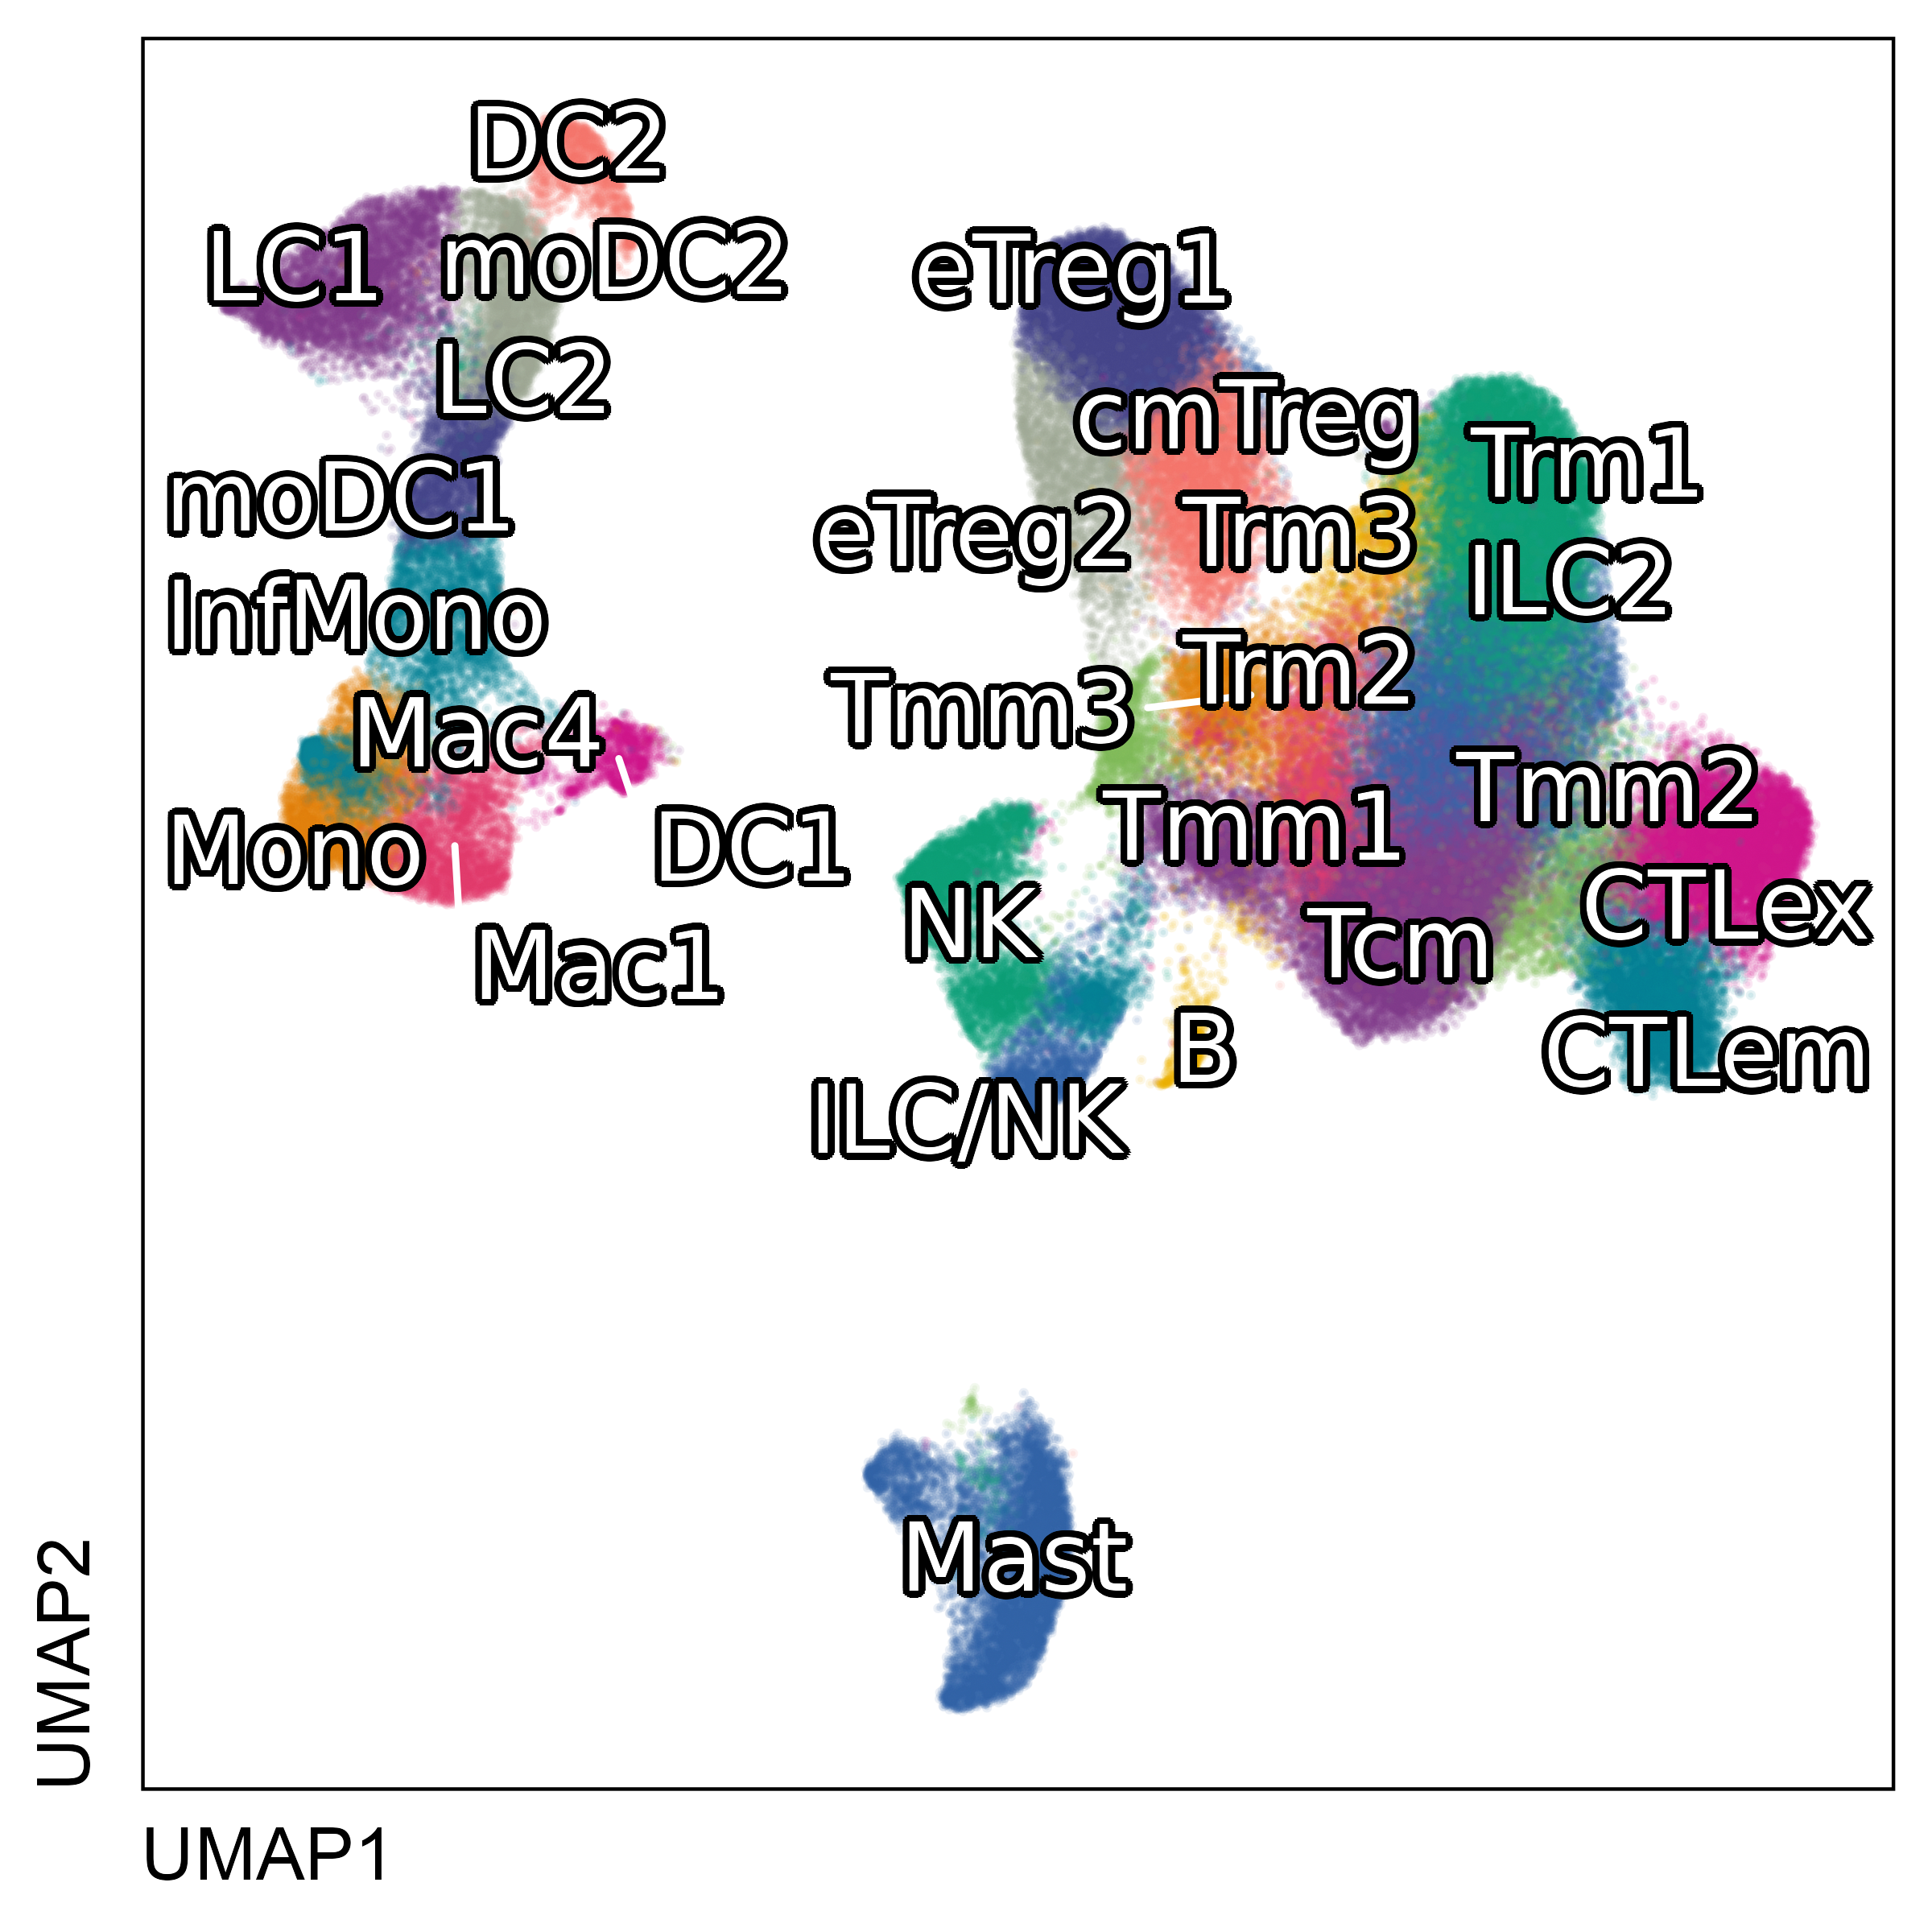 DC2
LC1
moDC2
eTreg1
LC2
cmTreg
Trm1
moDC1
eTreg2
Trm3
ILC2
InfMono
Trm2
Mac4
Tmm3
Tmm2
Mono
DC1
Tmm1
CTLex
NK
Tcm
Mac1
B
CTLem
ILC/NK
Mast
UMAP2
UMAP1